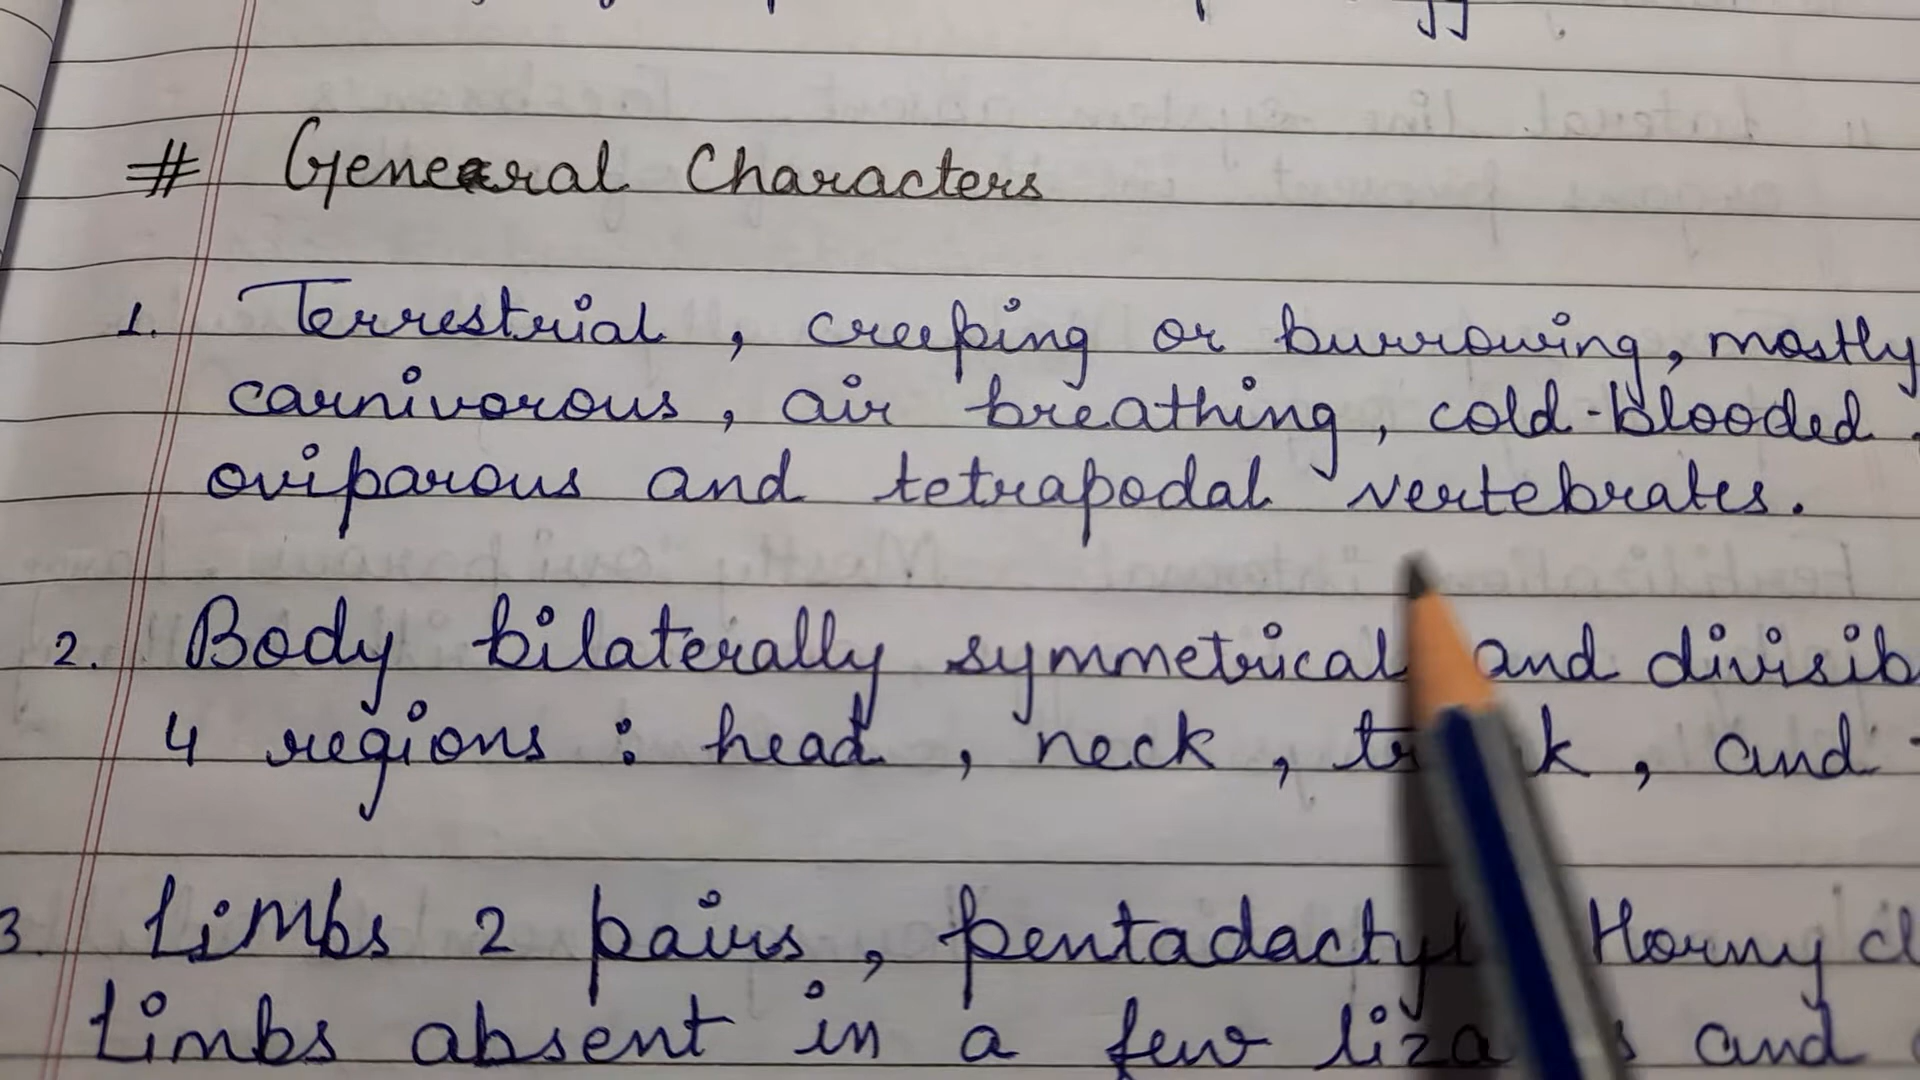 # General Characters
1. Terrestrial, creeping or burrowing, mostly
carnivorous, air breathing, cold-blooded,
oviparous and tetrapodal vertebrates.
2. Body bilaterally symmetrical and
4 regions : head, neck, and
3. Limbs 2 pairs, Horny
Limbs absent in a few and